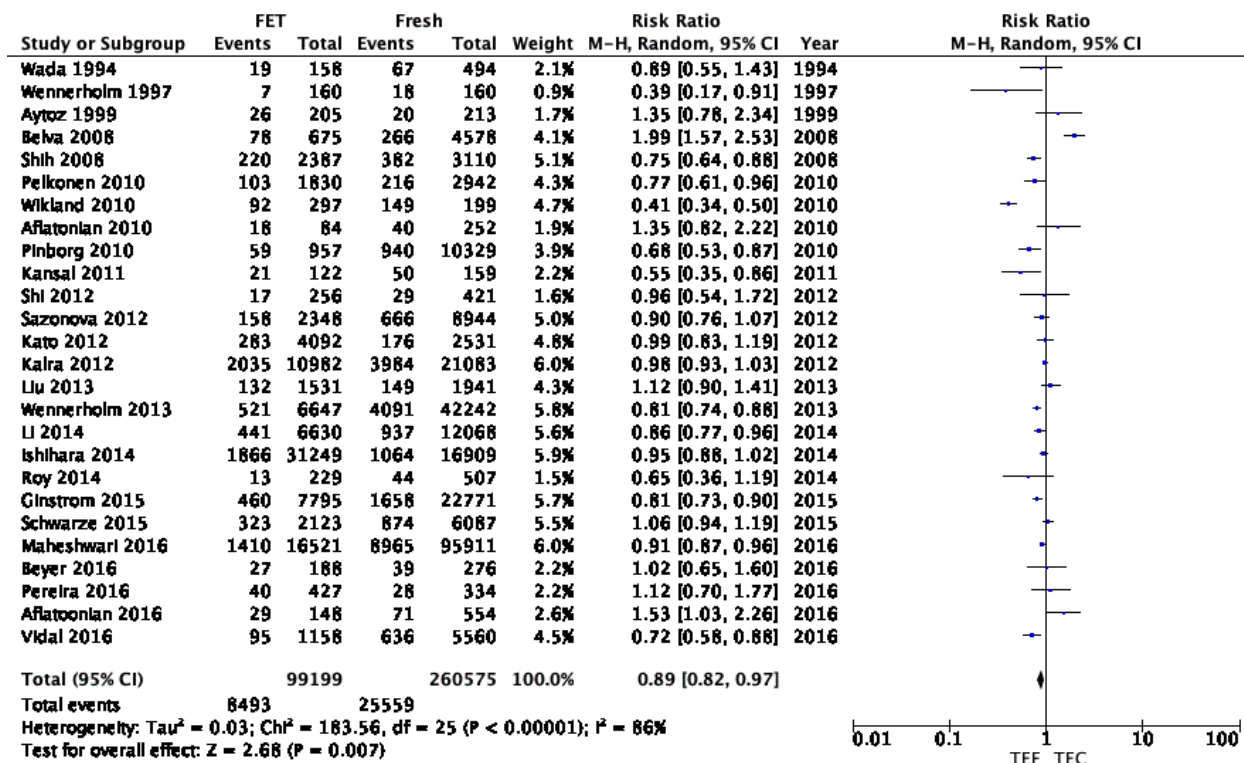 FET Fresh Risk Ratio Risk Ratio
Study or Subgroup Events Total Events Total Weight M-H, Random, 95% CI Year M-H, Random, 95% CI
Wada 1994 19 158 67 494 2.1% 0.89 [0.55, 1.43] 1994
Wennerholm 1997 7 160 18 160 0.9% 0.39 [0.17, 0.91] 1997
Aytoz 1999 26 205 20 213 1.7% 1.35 [0.78, 2.34] 1999
Belva 2008 78 675 266 4578 4.1% 1.99 [1.57, 2.53] 2008
Shih 2008 220 2387 382 3110 5.1% 0.75 [0.64, 0.88] 2008
Pelkonen 2010 103 1830 216 2942 4.3% 0.77 [0.61, 0.96] 2010
Wikland 2010 92 297 149 199 4.7% 0.41 [0.34, 0.50] 2010
Aflatonian 2010 18 84 40 252 1.9% 1.35 [0.82, 2.22] 2010
Pinborg 2010 59 957 940 10329 3.9% 0.68 [0.53, 0.87] 2010
Kansal 2011 21 122 50 159 2.2% 0.55 [0.35, 0.86] 2011
Shi 2012 17 256 29 421 1.6% 0.96 [0.54, 1.72] 2012
Sazonova 2012 158 2348 666 8944 5.0% 0.90 [0.76, 1.07] 2012
Kato 2012 283 4092 176 2531 4.8% 0.99 [0.83, 1.19] 2012
Kalra 2012 2035 10982 3984 21083 6.0% 0.98 [0.93, 1.03] 2012
Liu 2013 132 1531 149 1941 4.3% 1.12 [0.90, 1.41] 2013
Wennerholm 2013 521 6647 4091 42242 5.8% 0.81 [0.74, 0.88] 2013
Li 2014 441 6630 937 12068 5.6% 0.86 [0.77, 0.96] 2014
Ishihara 2014 1866 31249 1064 16909 5.9% 0.95 [0.88, 1.02] 2014
Roy 2014 13 229 44 507 1.5% 0.65 [0.36, 1.19] 2014
Ginstrom 2015 460 7795 1658 22771 5.7% 0.81 [0.73, 0.90] 2015
Schwarze 2015 323 2123 874 6087 5.5% 1.06 [0.94, 1.19] 2015
Maheshwari 2016 1410 16521 8965 95911 6.0% 0.91 [0.87, 0.96] 2016
Beyer 2016 27 188 39 276 2.2% 1.02 [0.65, 1.60] 2016
Pereira 2016 40 427 28 334 2.1% 1.12 [0.70, 1.77] 2016
Aflatoonian 2016 29 148 71 554 2.6% 1.53 [1.03, 2.26] 2016
Vidal 2016 95 1158 636 5560 4.5% 0.72 [0.58, 0.88] 2016
Total (95% CI) 99199 260575 100.0% 0.89 [0.82, 0.97]
Total events 8493 25559
Heterogeneity: Tau² = 0.03; Chi² = 183.56, df = 25 (P < 0.00001); I² = 86%
Test for overall effect: Z = 2.68 (P = 0.007)
0.01 0.1 1 10 100
TEF TEC